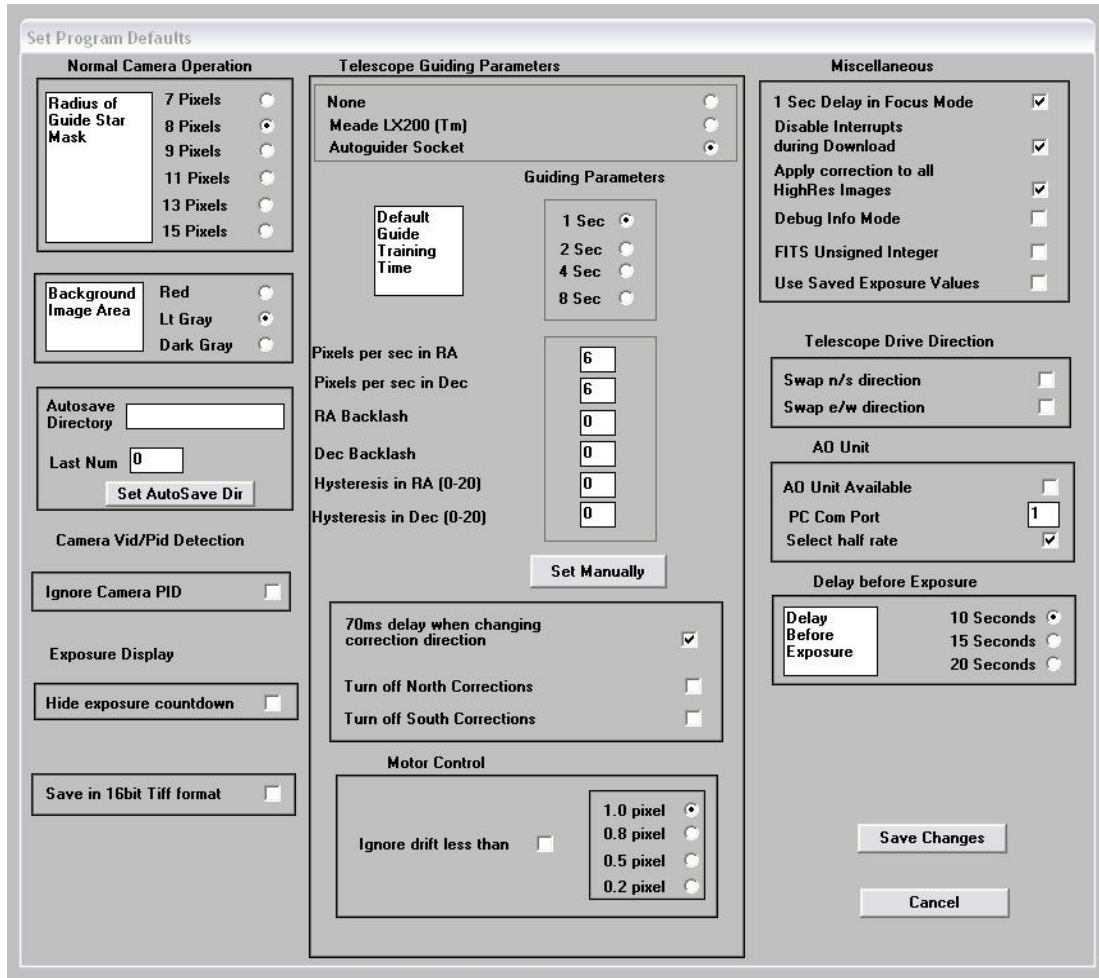 Set Program Defaults
Normal Camera Operation
Radius of
Guide Star
Mask
7 Pixels
8 Pixels
9 Pixels
11 Pixels
13 Pixels
15 Pixels
Background
Image Area
Red
Lt Gray
Dark Gray
Autosave
Directory
Last Num 0
Set AutoSave Dir
Camera Vid/Pid Detection
Ignore Camera PID
Exposure Display
Hide exposure countdown
Save in 16bit Tiff format
Telescope Guiding Parameters
None
Meade LX200 (Tm)
Autoguider Socket
Guiding Parameters
Default
Guide
Training
Time
1 Sec
2 Sec
4 Sec
8 Sec
Pixels per sec in RA 6
Pixels per sec in Dec 6
RA Backlash 0
Dec Backlash 0
Hysteresis in RA (0-20) 0
Hysteresis in Dec (0-20) 0
Set Manually
70ms delay when changing
correction direction
Turn off North Corrections
Turn off South Corrections
Motor Control
Ignore drift less than
1.0 pixel
0.8 pixel
0.5 pixel
0.2 pixel
Miscellaneous
1 Sec Delay in Focus Mode
Disable Interrupts
during Download
Apply correction to all
HighRes Images
Debug Info Mode
FITS Unsigned Integer
Use Saved Exposure Values
Telescope Drive Direction
Swap n/s direction
Swap e/w direction
AO Unit
AO Unit Available
PC Com Port 1
Select half rate
Delay before Exposure
Delay
Before
Exposure
10 Seconds
15 Seconds
20 Seconds
Save Changes
Cancel